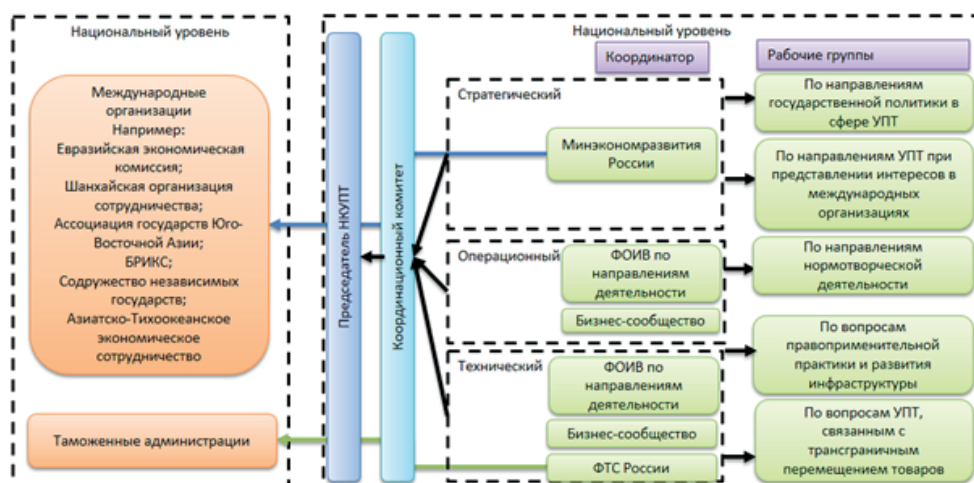 Национальный уровень
Международные
организации
Например:
Евразийская экономическая
комиссия;
Шанхайская организация
сотрудничества;
Ассоциация государств Юго-
Восточной Азии;
БРИКС;
Содружество независимых
государств;
Азиатско-Тихоокеанское
экономическое
сотрудничество
Таможенные администрации
Председатель НКУПТ
Координационный комитет
Национальный уровень
Координатор
Рабочие группы
Стратегический
Минэкономразвития
России
По направлениям
государственной политики в
сфере УПТ
По направлениям УПТ при
представлении интересов в
международных
организациях
Операционный
ФОИВ по
направлениям
деятельности
Бизнес-сообщество
По направлениям
нормотворческой
деятельности
Технический
ФОИВ по
направлениям
деятельности
Бизнес-сообщество
ФТС России
По вопросам
правоприменительной
практики и развития
инфраструктуры
По вопросам УПТ,
связанным с
трансграничным
перемещением товаров